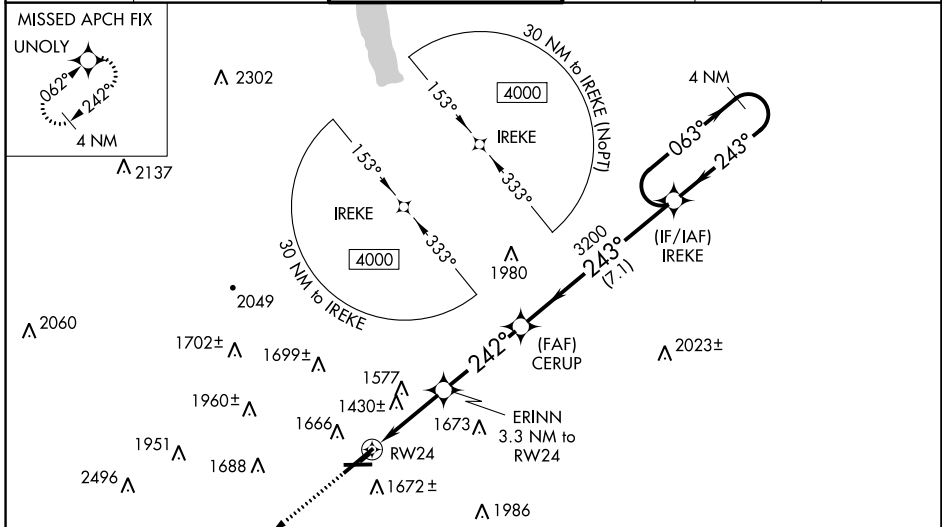 MISSED APCH FIX
UNOLY
062°
242°
4 NM
2302
2137
30 NM to IREKE (NoPT)
4000
153°
IREKE
333°
4 NM
063°
243°
153°
IREKE
333°
4000
30 NM to IREKE
(IF/IAF)
IREKE
3200
243°
(7.1)
1980
2049
2060
242°
(FAF)
CERUP
2023±
1702±
1699±
1577
1430±
1960±
ERINN
3.3 NM to
RW24
1673
1666
1951
RW24
1688
2496
1672±
1986